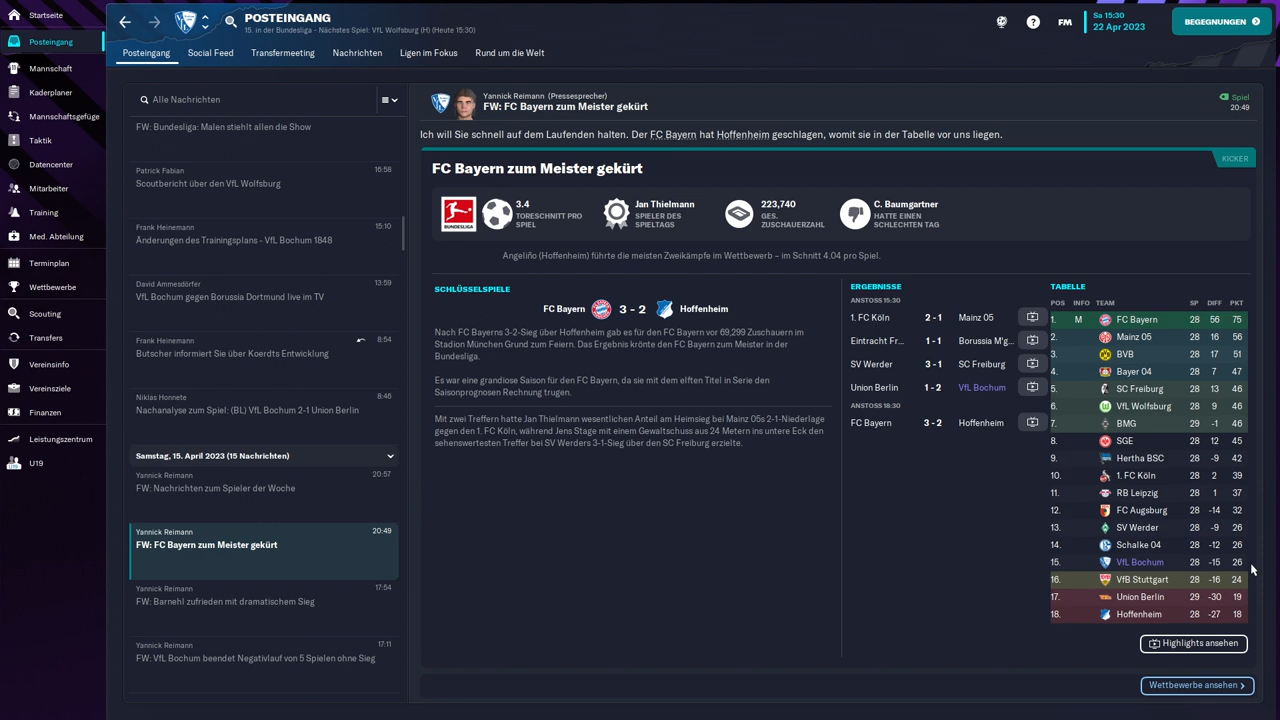 Startseite
Posteingang
Mannschaft
Kaderplaner
Mannschaftsgefüge
Taktik
Datencenter
Mitarbeiter
Training
Med. Abteilung
Terminplan
Wettbewerbe
Scouting
Transfers
Vereinsinfo
Vereinsziele
Finanzen
Leistungszentrum
U19
POSTEINGANG
15. in der Bundesliga - Nächstes Spiel: VfL Wolfsburg (H) (Heute 15:30)
FM
Sa 15:30
22 Apr 2023
BEGEGNUNGEN
Posteingang Social Feed Transfermeeting Nachrichten Ligen im Fokus Rund um die Welt
Alle Nachrichten
FW: Bundesliga: Malen stiehlt allen die Show
Patrick Fabian 16:58
Scoutbericht über den VfL Wolfsburg
Frank Heinemann 15:10
Änderungen des Trainingsplans - VfL Bochum 1848
David Ammesdörfer 13:59
VfL Bochum gegen Borussia Dortmund live im TV
Frank Heinemann 8:54
Butscher informiert Sie über Koerdts Entwicklung
Niklas Honnete 8:46
Nachanalyse zum Spiel: (BL) VfL Bochum 2-1 Union Berlin
Samstag, 15. April 2023 (15 Nachrichten)
Yannick Reimann 20:57
FW: Nachrichten zum Spieler der Woche
Yannick Reimann 20:49
FW: FC Bayern zum Meister gekürt
Yannick Reimann 17:54
FW: Barnehl zufrieden mit dramatischem Sieg
Yannick Reimann 17:11
FW: VfL Bochum beendet Negativlauf von 5 Spielen ohne Sieg
Yannick Reimann (Pressesprecher)
FW: FC Bayern zum Meister gekürt
Spiel
20:49
Ich will Sie schnell auf dem Laufenden halten. Der FC Bayern hat Hoffenheim geschlagen, womit sie in der Tabelle vor uns liegen.
KICKER
FC Bayern zum Meister gekürt
BUNDESLIGA
3.4
TORESCHNITT PRO
SPIEL
Jan Thielmann
SPIELER DES
SPIELTAGS
223,740
GES.
ZUSCHAUERZAHL
C. Baumgartner
HATTE EINEN
SCHLECHTEN TAG
Angeliño (Hoffenheim) führte die meisten Zweikämpfe im Wettbewerb – im Schnitt 4.04 pro Spiel.
SCHLÜSSELSPIELE
FC Bayern 3 - 2 Hoffenheim
Nach FC Bayerns 3-2-Sieg über Hoffenheim gab es für den FC Bayern vor 69,299 Zuschauern im
Stadion München Grund zum Feiern. Das Ergebnis krönte den FC Bayern zum Meister in der
Bundesliga.
Es war eine grandiose Saison für den FC Bayern, da sie mit dem elften Titel in Serie den
Saisonprognosen Rechnung trugen.
Mit zwei Treffern hatte Jan Thielmann wesentlichen Anteil am Heimsieg bei Mainz 05s 2-1-Niederlage
gegen den 1. FC Köln, während Jens Stage mit einem Gewaltschuss aus 24 Metern ins untere Eck den
sehenswertesten Treffer bei SV Werders 3-1-Sieg über den SC Freiburg erzielte.
ERGEBNISSE
ANSTOSS 15:30
1. FC Köln 2 - 1 Mainz 05
Eintracht Fr... 1 - 1 Borussia M'g...
SV Werder 3 - 1 SC Freiburg
Union Berlin 1 - 2 VfL Bochum
ANSTOSS 18:30
FC Bayern 3 - 2 Hoffenheim
TABELLE
POS INFO TEAM SP DIFF PKT
1. M FC Bayern 28 56 75
2. Mainz 05 28 16 56
3. BVB 28 17 51
4. Bayer 04 28 7 47
5. SC Freiburg 28 13 46
6. VfL Wolfsburg 28 9 46
7. BMG 29 -1 46
8. SGE 28 12 45
9. Hertha BSC 28 -9 42
10. 1. FC Köln 28 2 39
11. RB Leipzig 28 1 37
12. FC Augsburg 28 -14 32
13. SV Werder 28 -9 26
14. Schalke 04 28 -12 26
15. VfL Bochum 28 -15 26
16. VfB Stuttgart 28 -16 24
17. Union Berlin 29 -30 19
18. Hoffenheim 28 -27 18
Highlights ansehen
Wettbewerbe ansehen